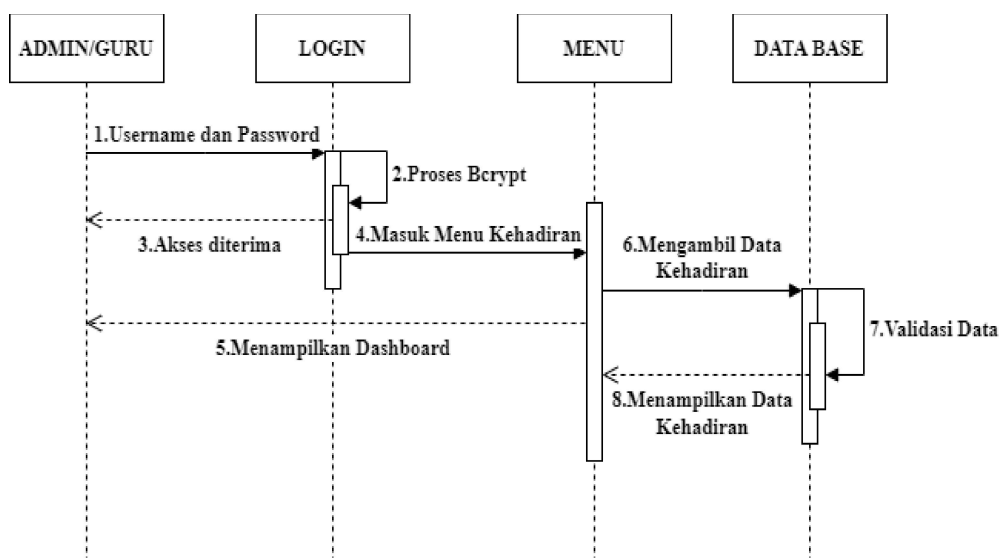 ADMIN/GURU
LOGIN
MENU
DATA BASE
1.Username dan Password
2.Proses Bcrypt
3.Akses diterima
4.Masuk Menu Kehadiran
6.Mengambil Data
Kehadiran
5.Menampilkan Dashboard
7.Validasi Data
8.Menampilkan Data
Kehadiran